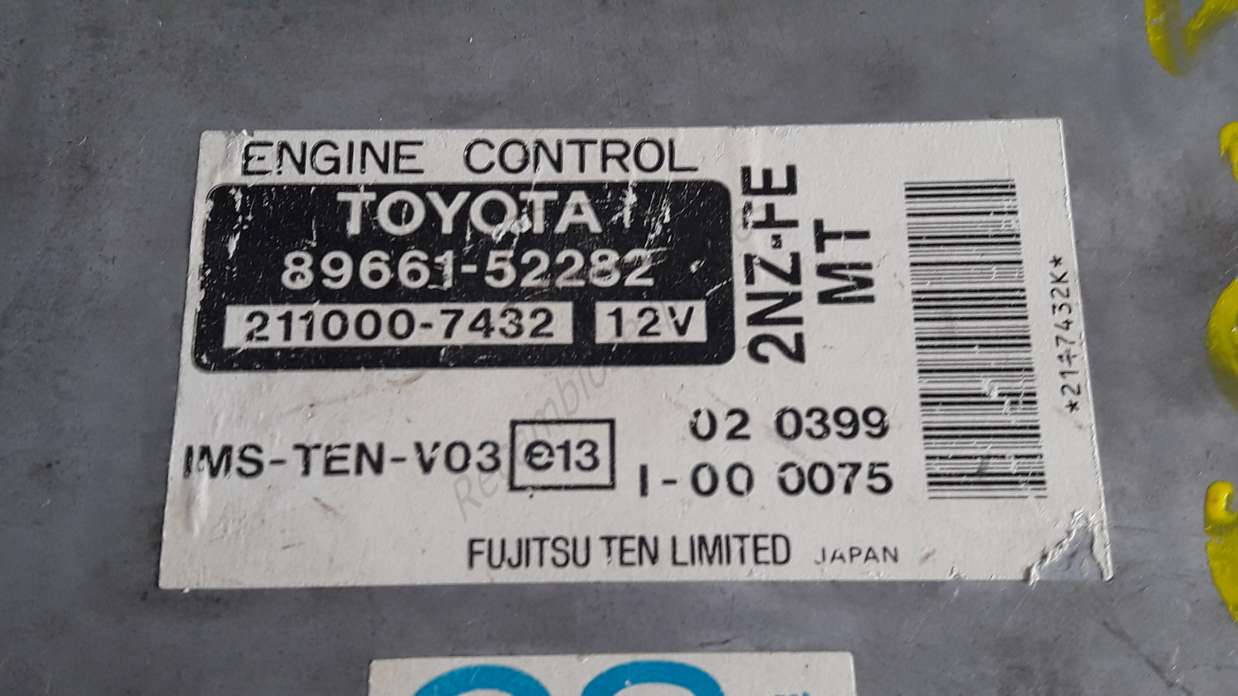 ENGINE CONTROL
TOYOTA
89661-52282
211000-7432 12V
2NZ-FE
MT
IMS-TEN-V03 e13
02 0399
I-00 0075
FUJITSU TEN LIMITED JAPAN